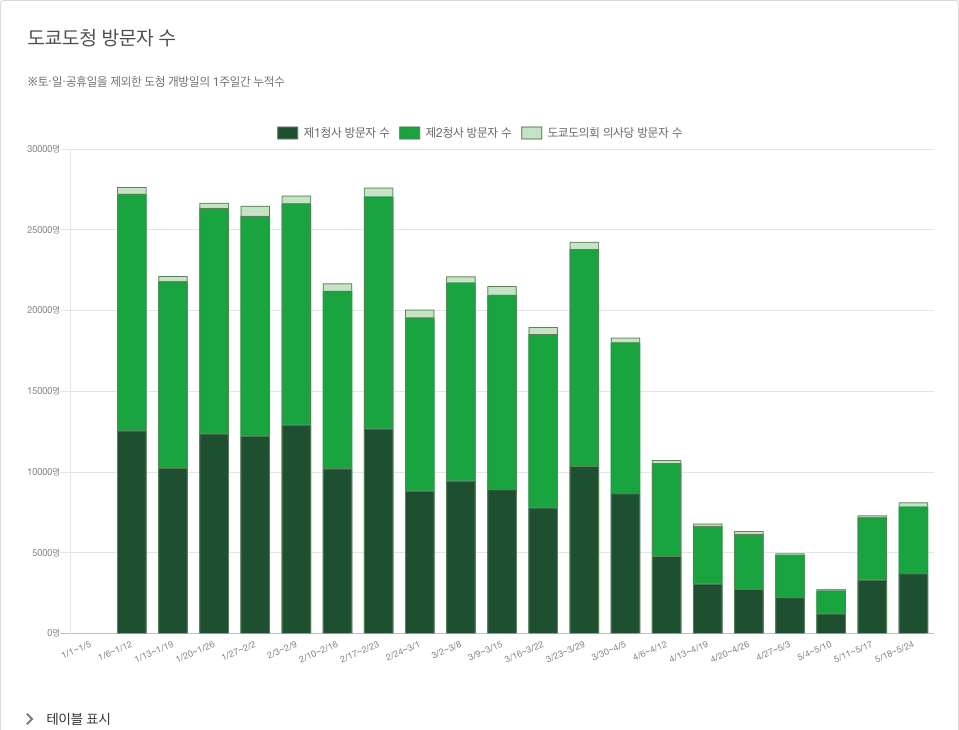 도쿄도청 방문자 수
※토·일·공휴일을 제외한 도청 개방일의 1주일간 누적수
제1청사 방문자 수 제2청사 방문자 수 도쿄도의회 의사당 방문자 수
30000명
25000명
20000명
15000명
10000명
5000명
0명
1/1~1/5 1/6~1/12 1/13~1/19 1/20~1/26 1/27~2/2 2/3~2/9 2/10~2/16 2/17~2/23 2/24~3/1 3/2~3/8 3/9~3/15 3/16~3/22 3/23~3/29 3/30~4/5 4/6~4/12 4/13~4/19 4/20~4/26 4/27~5/3 5/4~5/10 5/11~5/17 5/18~5/24
테이블 표시